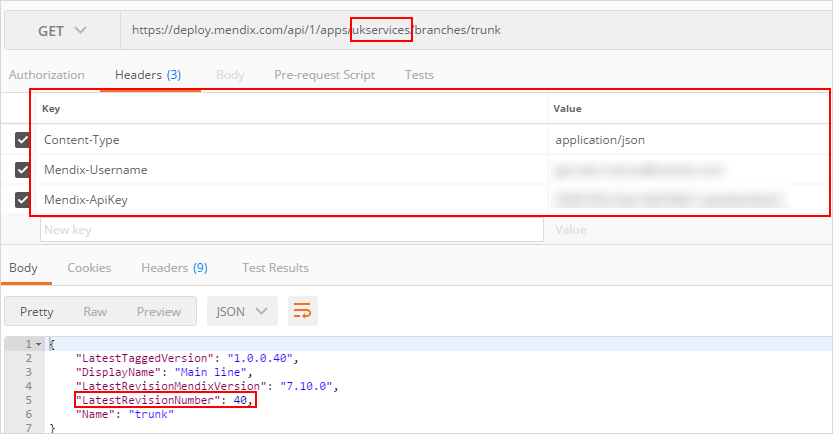 GET https://deploy.mendix.com/api/1/apps/ukservices/branches/trunk
Authorization Headers (3) Body Pre-request Script Tests
Key Value
Content-Type application/json
Mendix-Username
Mendix-ApiKey
New key Value
Body Cookies Headers (9) Test Results
Pretty Raw Preview JSON
1 {
2 "LatestTaggedVersion": "1.0.0.40",
3 "DisplayName": "Main line",
4 "LatestRevisionMendixVersion": "7.10.0",
5 "LatestRevisionNumber": 40,
6 "Name": "trunk"
7 }